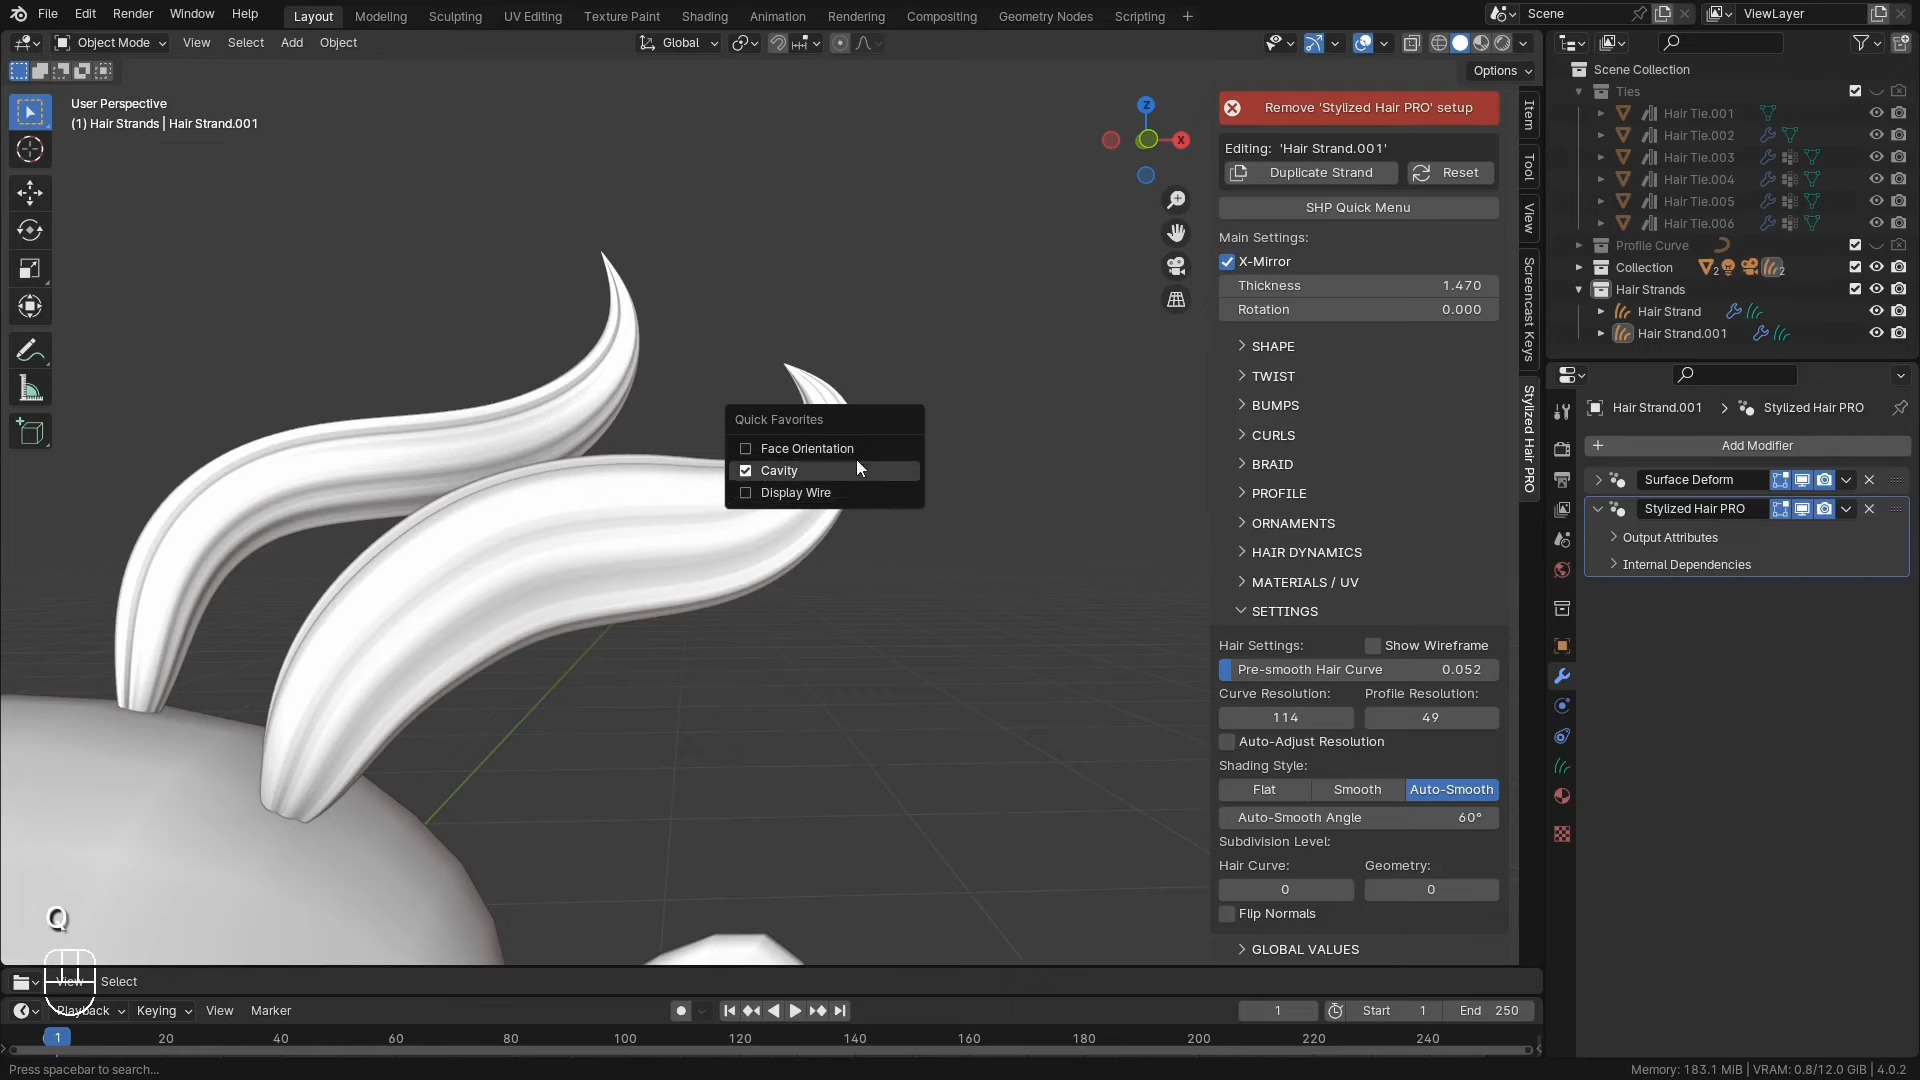 File Edit Render Window Help Layout Modeling Sculpting UV Editing Texture Paint Shading Animation Rendering Compositing Geometry Nodes Scripting + Scene ViewLayer
Object Mode View Select Add Object Global
Options
User Perspective
(1) Hair Strands | Hair Strand.001
Z
X
Quick Favorites
Face Orientation
Cavity
Display Wire
Remove 'Stylized Hair PRO' setup
Editing: 'Hair Strand.001'
Duplicate Strand Reset
SHP Quick Menu
Main Settings:
X-Mirror
Thickness 1.470
Rotation 0.000
SHAPE
TWIST
BUMPS
CURLS
BRAID
PROFILE
ORNAMENTS
HAIR DYNAMICS
MATERIALS / UV
SETTINGS
Hair Settings: Show Wireframe
Pre-smooth Hair Curve 0.052
Curve Resolution: Profile Resolution:
114 49
Auto-Adjust Resolution
Shading Style:
Flat Smooth Auto-Smooth
Auto-Smooth Angle 60°
Subdivision Level:
Hair Curve: Geometry:
0 0
Flip Normals
GLOBAL VALUES
Item
Tool
View
Screencast Keys
Stylized Hair PRO
Scene Collection
Ties
Hair Tie.001
Hair Tie.002
Hair Tie.003
Hair Tie.004
Hair Tie.005
Hair Tie.006
Profile Curve
Collection 2 2
Hair Strands
Hair Strand
Hair Strand.001
Hair Strand.001 Stylized Hair PRO
+ Add Modifier
Surface Deform
Stylized Hair PRO
Output Attributes
Internal Dependencies
Q
View Select
Playback Keying View Marker 1 Start 1 End 250
1 20 40 60 80 100 120 140 160 180 200 220 240
Press spacebar to search... Memory: 183.1 MiB | VRAM: 0.8/12.0 GiB | 4.0.2